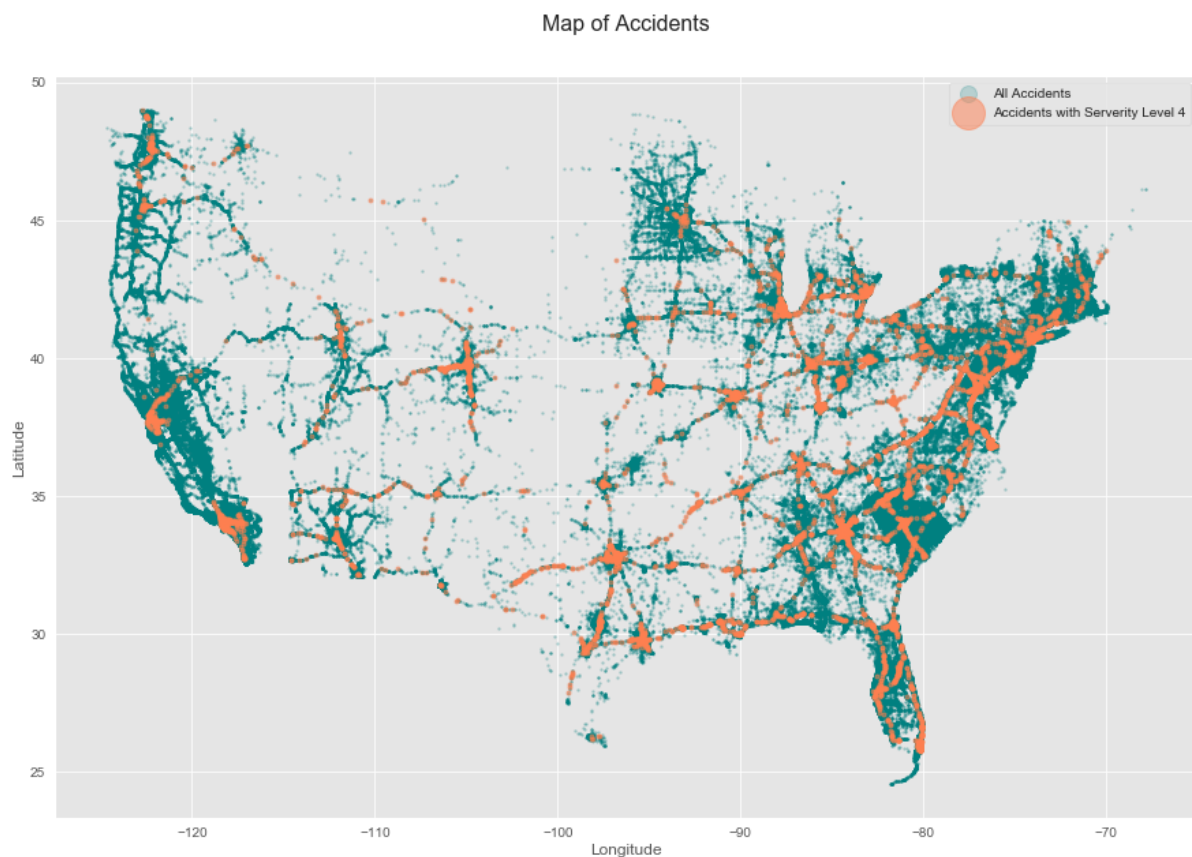 Map of Accidents
All Accidents
Accidents with Serverity Level 4
50
45
40
35
30
25
Latitude
−120
−110
−100
−90
−80
−70
Longitude